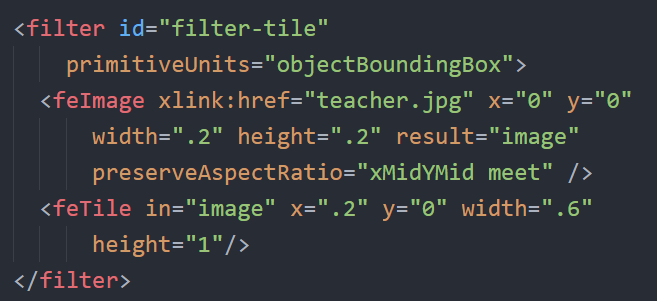 <filter id="filter-tile"
primitiveUnits="objectBoundingBox">
<feImage xlink:href="teacher.jpg" x="0" y="0"
width=".2" height=".2" result="image"
preserveAspectRatio="xMidYMid meet" />
<feTile in="image" x=".2" y="0" width=".6"
height="1"/>
</filter>